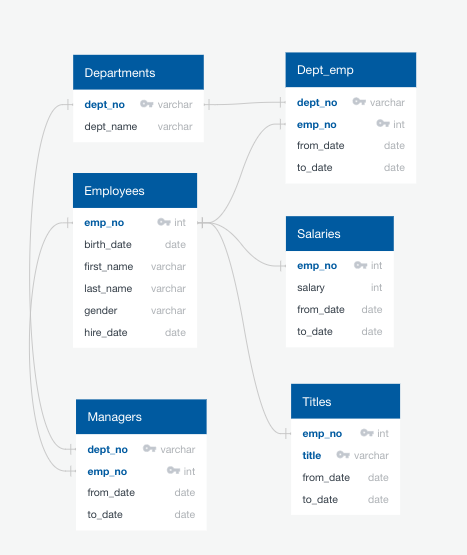 Departments
dept_no varchar
dept_name varchar
Employees
emp_no int
birth_date date
first_name varchar
last_name varchar
gender varchar
hire_date date
Managers
dept_no varchar
emp_no int
from_date date
to_date date
Dept_emp
dept_no varchar
emp_no int
from_date date
to_date date
Salaries
emp_no int
salary int
from_date date
to_date date
Titles
emp_no int
title varchar
from_date date
to_date date